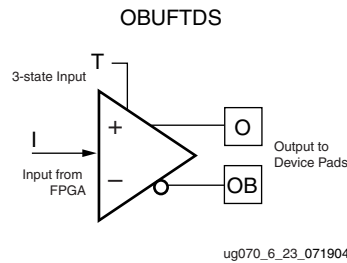 OBUFTDS
T
3-state Input
+
O
I
Output to
Device Pads
Input from
FPGA
–
OB
ug070_6_23_071904